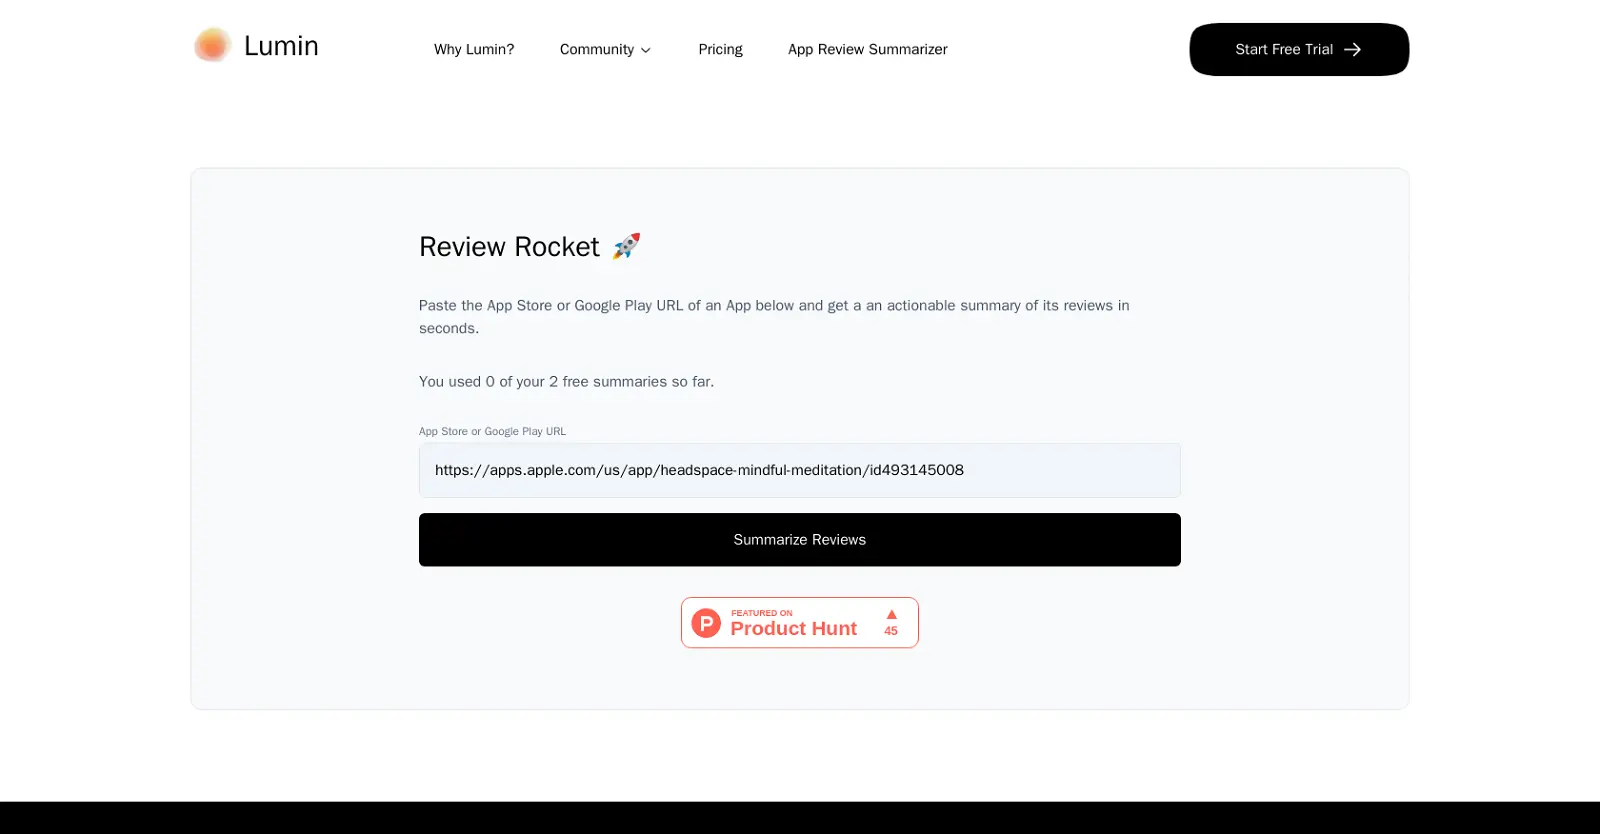 Lumin
Why Lumin?
Community
Pricing
App Review Summarizer
Start Free Trial
Review Rocket 🚀
Paste the App Store or Google Play URL of an App below and get a an actionable summary of its reviews in
seconds.
You used 0 of your 2 free summaries so far.
App Store or Google Play URL
https://apps.apple.com/us/app/headspace-mindful-meditation/id493145008
Summarize Reviews
P
FEATURED ON
Product Hunt
45